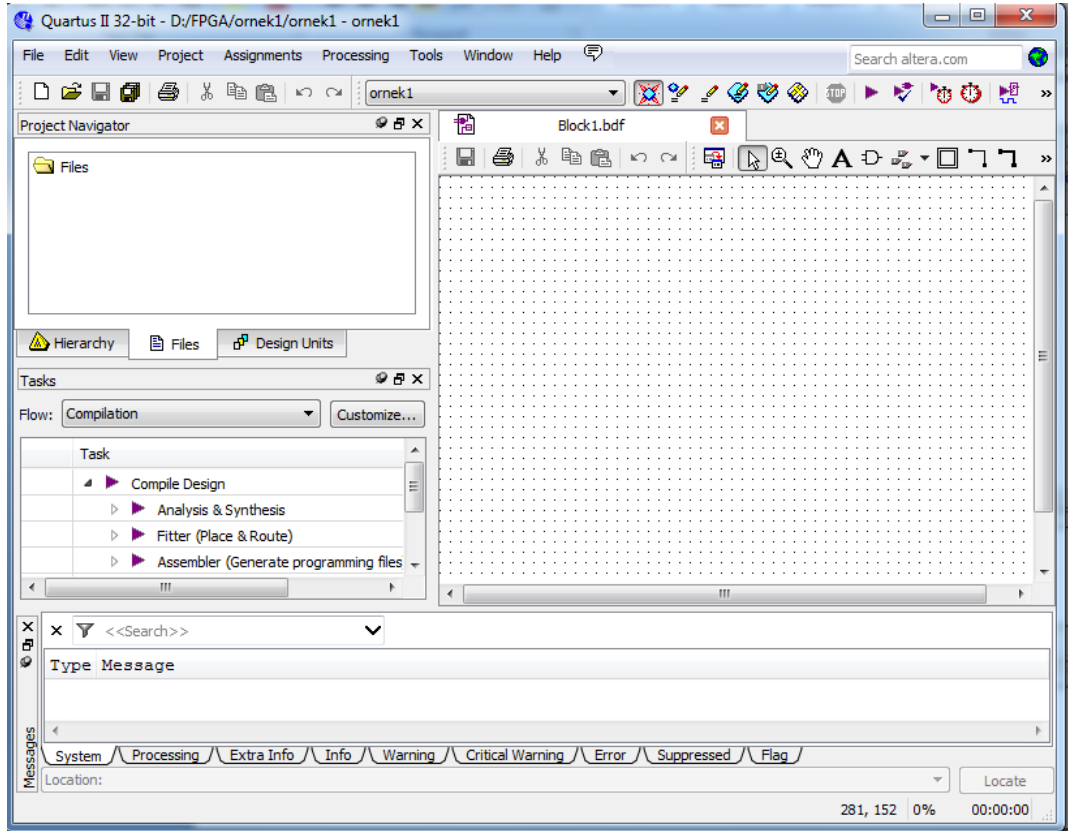 Quartus II 32-bit - D:/FPGA/ornek1/ornek1 - ornek1
File Edit View Project Assignments Processing Tools Window Help
Search altera.com
ornek1
STOP
»
Project Navigator
Files
Hierarchy
Files
Design Units
Tasks
Flow: Compilation
Customize...
Task
Compile Design
Analysis & Synthesis
Fitter (Place & Route)
Assembler (Generate programming files
Block1.bdf
A
»
Messages
<<Search>>
Type Message
System Processing Extra Info Info Warning Critical Warning Error Suppressed Flag
Location:
Locate
281, 152 0% 00:00:00